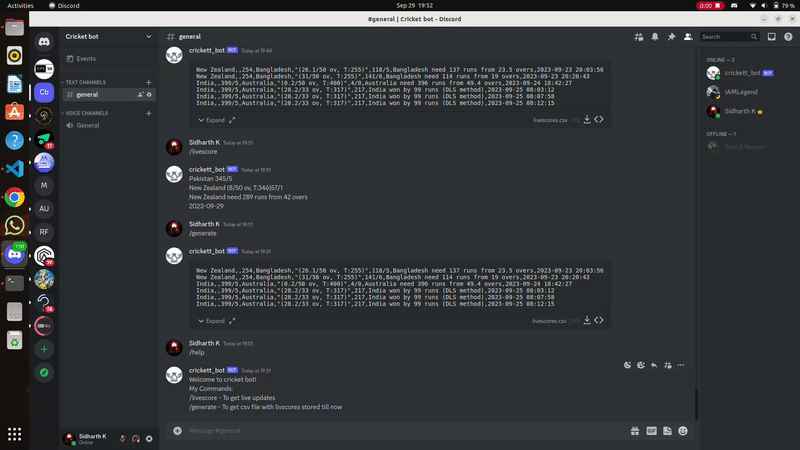 Activities
Discord
Sep 29 19:52
0:00
79 %
#general | Cricket bot - Discord
Cricket bot
Events
TEXT CHANNELS
general
VOICE CHANNELS
General
Cb
M
AU
RF
17
19
14
110
Sidharth K
Online
general
Search
crickett_bot BOT Today at 19:44
New Zealand,,254,Bangladesh,"(26.1/50 ov, T:255)",118/5,Bangladesh need 137 runs from 23.5 overs,2023-09-23 20:03:56
New Zealand,,254,Bangladesh,"(31/50 ov, T:255)",141/6,Bangladesh need 114 runs from 19 overs,2023-09-23 20:20:43
India,,399/5,Australia,"(0.2/50 ov, T:400)",4/0,Australia need 396 runs from 49.4 overs,2023-09-24 18:42:27
India,,399/5,Australia,"(28.2/33 ov, T:317)",217,India won by 99 runs (DLS method),2023-09-25 08:03:12
India,,399/5,Australia,"(28.2/33 ov, T:317)",217,India won by 99 runs (DLS method),2023-09-25 08:07:58
India,,399/5,Australia,"(28.2/33 ov, T:317)",217,India won by 99 runs (DLS method),2023-09-25 08:12:15
Expand
livescores.csv
Sidharth K Today at 19:51
/livescore
crickett_bot BOT Today at 19:51
Pakistan 345/5
New Zealand (8/50 ov, T:346)57/1
New Zealand need 289 runs from 42 overs
2023-09-29
Sidharth K Today at 19:51
/generate
crickett_bot BOT Today at 19:51
New Zealand,,254,Bangladesh,"(26.1/50 ov, T:255)",118/5,Bangladesh need 137 runs from 23.5 overs,2023-09-23 20:03:56
New Zealand,,254,Bangladesh,"(31/50 ov, T:255)",141/6,Bangladesh need 114 runs from 19 overs,2023-09-23 20:20:43
India,,399/5,Australia,"(0.2/50 ov, T:400)",4/0,Australia need 396 runs from 49.4 overs,2023-09-24 18:42:27
India,,399/5,Australia,"(28.2/33 ov, T:317)",217,India won by 99 runs (DLS method),2023-09-25 08:03:12
India,,399/5,Australia,"(28.2/33 ov, T:317)",217,India won by 99 runs (DLS method),2023-09-25 08:07:58
India,,399/5,Australia,"(28.2/33 ov, T:317)",217,India won by 99 runs (DLS method),2023-09-25 08:12:15
Expand
livescores.csv
Sidharth K Today at 19:51
/help
crickett_bot BOT Today at 19:51
Welcome to cricket bot!
My Commands:
/livescore - To get live updates
/generate - To get csv file with livscores stored till now
Message #general
GIF
ONLINE — 3
crickett_bot BOT
IAMLegend
Sidharth K
OFFLINE — 1